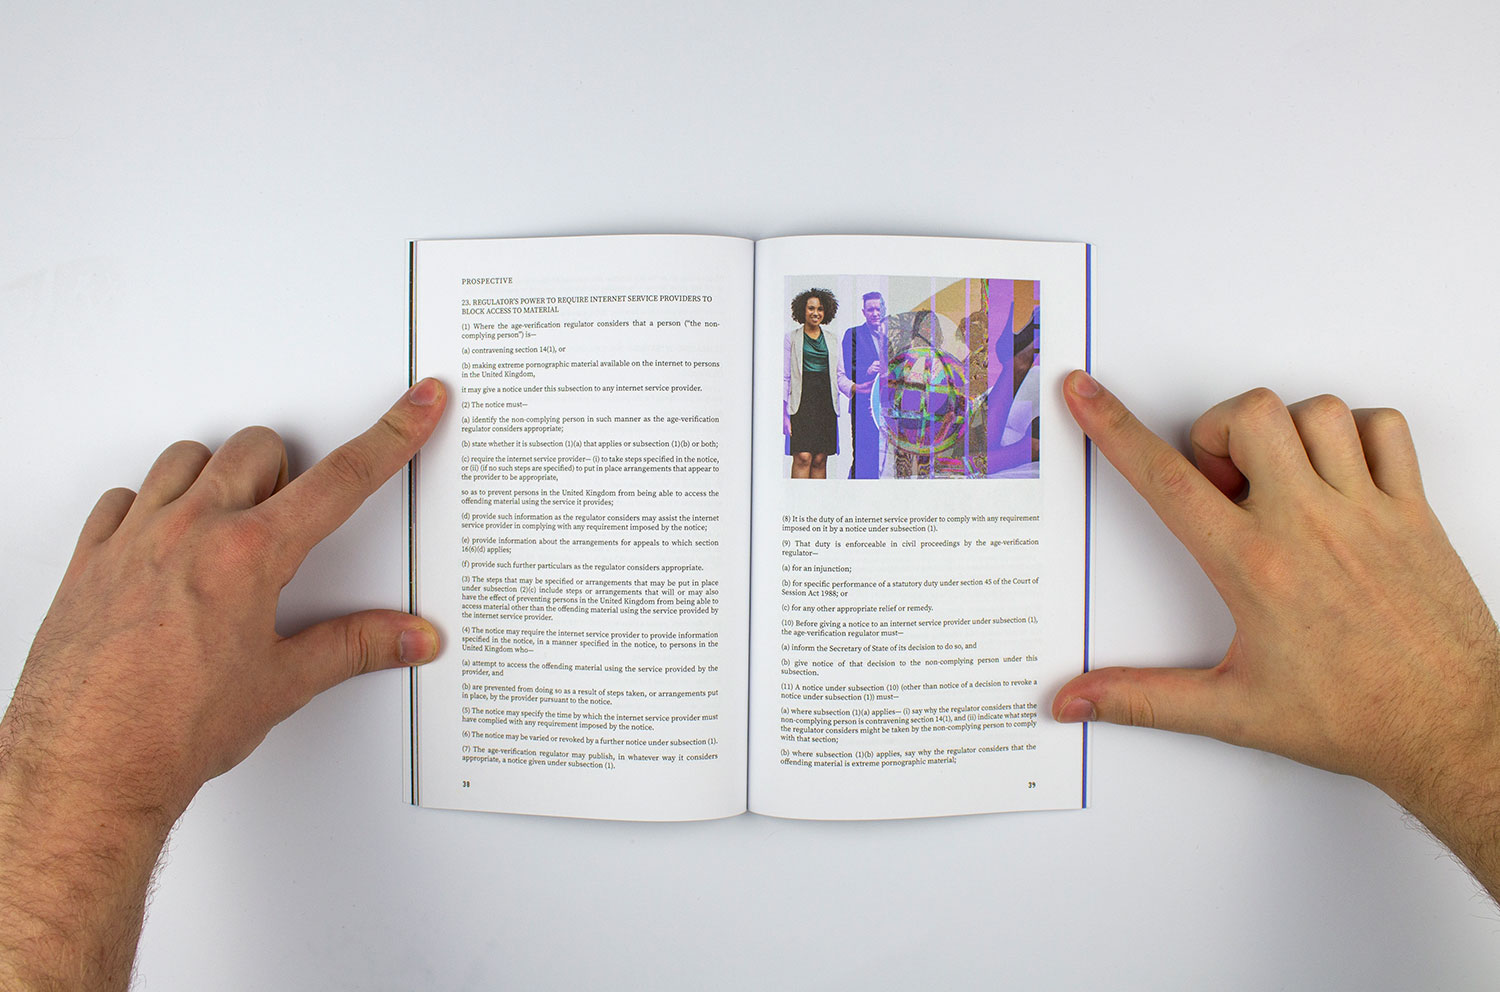 PROSPECTIVE
23. REGULATOR'S POWER TO REQUIRE INTERNET SERVICE PROVIDERS TO
BLOCK ACCESS TO MATERIAL
(1) Where the age-verification regulator considers that a person ("the non-
complying person") is—
(a) contravening section 14(1), or
(b) making extreme pornographic material available on the internet to persons
in the United Kingdom,
it may give a notice under this subsection to any internet service provider.
(2) The notice must—
(a) identify the non-complying person in such manner as the age-verification
regulator considers appropriate;
(b) state whether it is subsection (1)(a) that applies or subsection (1)(b) or both;
(c) require the internet service provider— (i) to take steps specified in the notice,
or (ii) (if no such steps are specified) to put in place arrangements that appear to
the provider to be appropriate,
so as to prevent persons in the United Kingdom from being able to access the
offending material using the service it provides;
(d) provide such information as the regulator considers may assist the internet
service provider in complying with any requirement imposed by the notice;
(e) provide information about the arrangements for appeals to which section
16(6)(d) applies;
(f) provide such further particulars as the regulator considers appropriate.
(3) The steps that may be specified or arrangements that may be put in place
under subsection (2)(c) include steps or arrangements that will or may also
have the effect of preventing persons in the United Kingdom from being able to
access material other than the offending material using the service provided by
the internet service provider.
(4) The notice may require the internet service provider to provide information
specified in the notice, in a manner specified in the notice, to persons in the
United Kingdom who—
(a) attempt to access the offending material using the service provided by the
provider, and
(b) are prevented from doing so as a result of steps taken, or arrangements put
in place, by the provider pursuant to the notice.
(5) The notice may specify the time by which the internet service provider must
have complied with any requirement imposed by the notice.
(6) The notice may be varied or revoked by a further notice under subsection (1).
(7) The age-verification regulator may publish, in whatever way it considers
appropriate, a notice given under subsection (1).
38
(8) It is the duty of an internet service provider to comply with any requirement
imposed on it by a notice under subsection (1).
(9) That duty is enforceable in civil proceedings by the age-verification
regulator—
(a) for an injunction;
(b) for specific performance of a statutory duty under section 45 of the Court of
Session Act 1988; or
(c) for any other appropriate relief or remedy.
(10) Before giving a notice to an internet service provider under subsection (1),
the age-verification regulator must—
(a) inform the Secretary of State of its decision to do so, and
(b) give notice of that decision to the non-complying person under this
subsection.
(11) A notice under subsection (10) (other than notice of a decision to revoke a
notice under subsection (1)) must—
(a) where subsection (1)(a) applies— (i) say why the regulator considers that the
non-complying person is contravening section 14(1), and (ii) indicate what steps
the regulator considers might be taken by the non-complying person to comply
with that section;
(b) where subsection (1)(b) applies, say why the regulator considers that the
offending material is extreme pornographic material;
39